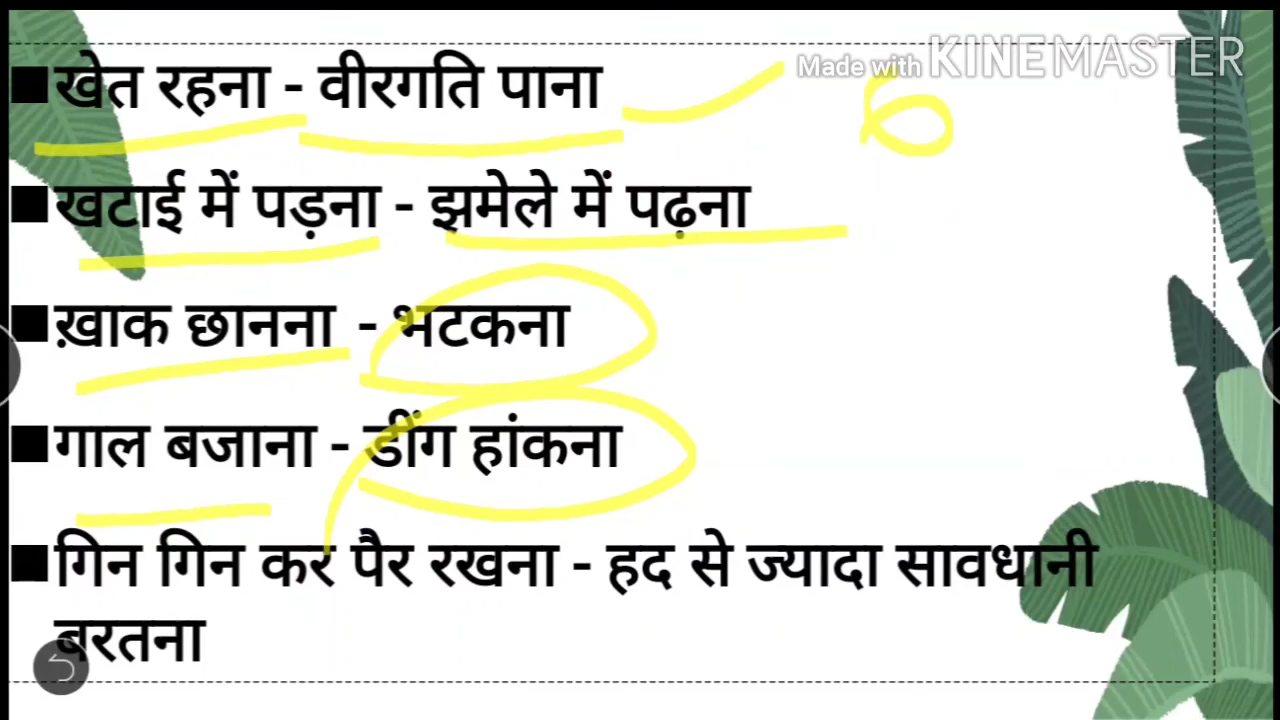 Made with KINEMASTER
■खेत रहना - वीरगति पाना
■खटाई में पड़ना - झमेले में पढ़ना
■ख़ाक छानना - भटकना
■गाल बजाना - डींग हांकना
■गिन गिन कर पैर रखना - हद से ज्यादा सावधानी
बरतना